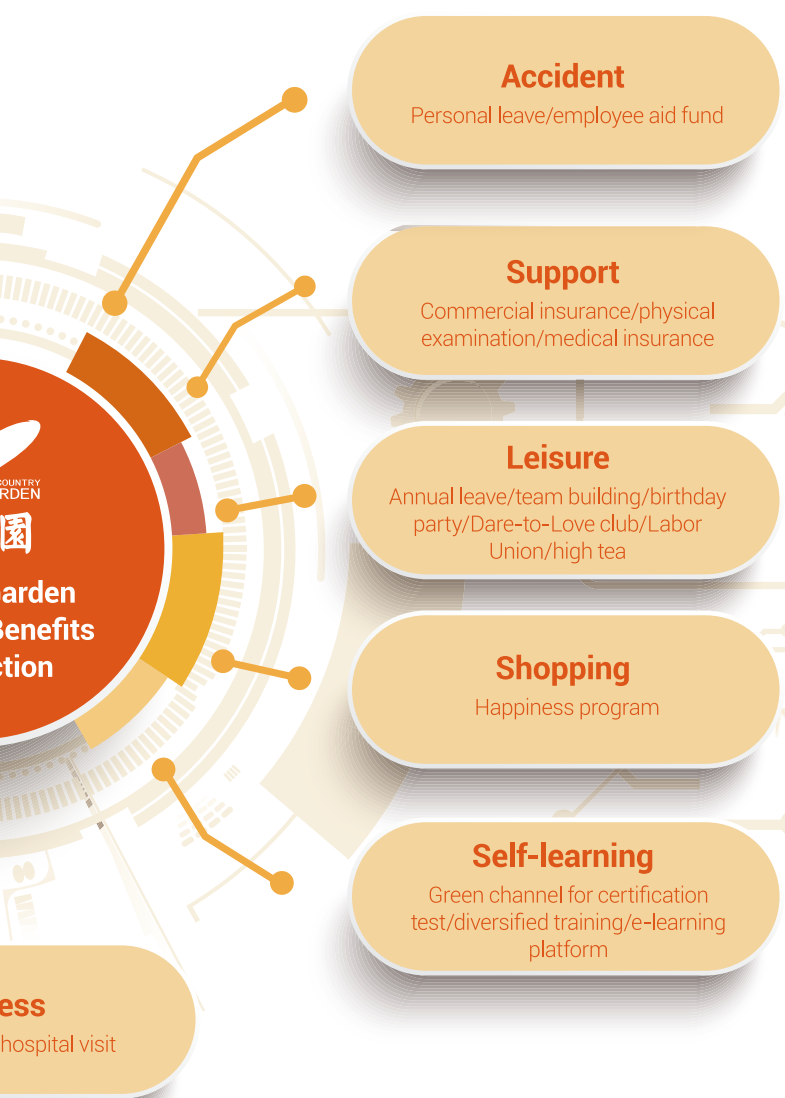 Accident
Personal leave/employee aid fund
Support
Commercial insurance/physical
examination/medical insurance
Leisure
Annual leave/team building/birthday
party/Dare-to-Love club/Labor
Union/high tea
Shopping
Happiness program
Self-learning
Green channel for certification
test/diversified training/e-learning
platform
COUNTRY
RDEN
園
arden
Benefits
ction
ess
hospital visit